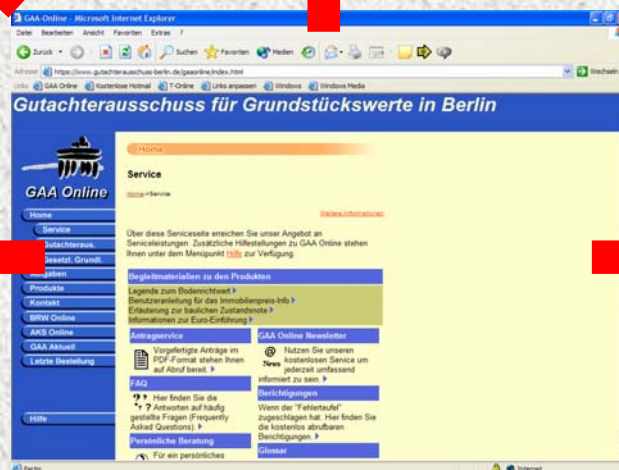 GAA-Online - Microsoft Internet Explorer
Datei Bearbeiten Ansicht Favoriten Extras ?
Zurück Suchen Favoriten Medien
Adresse https://www.gutachterausschuss-berlin.de/gaaonline/index.html Wechseln
Links GAA Online Kostenlose Hotmail T-Online Links anpassen Windows Windows Media
Gutachterausschuss für Grundstückswerte in Berlin
GAA Online
Home
Service
Gutachteraus.
Gesetzl. Grundl.
Produkte
Kontakt
BRW Online
AKS Online
GAA Aktuell
Letzte Bestellung
Hilfe
Home
Service
Home->Service
Weitere Informationen
Über diese Serviceseite erreichen Sie unser Angebot an
Serviceleistungen. Zusätzliche Hilfestellungen zu GAA Online stehen
Ihnen unter dem Menüpunkt Hilfe zur Verfügung.
Begleitmaterialien zu den Produkten
Legende zum Bodenrichtwert
Benutzeranleitung für das Immobilienpreis-Info
Erläuterung zur baulichen Zustandsnote
Informationen zur Euro-Einführung
Antragservice
Vorgefertigte Anträge im
PDF-Format stehen Ihnen
auf Abruf bereit.
FAQ
Hier finden Sie die
Antworten auf häufig
gestellte Fragen (Frequently
Asked Questions).
Persönliche Beratung
Für ein persönliches
GAA Online Newsletter
@ News
Nutzen Sie unseren
kostenlosen Service um
jederzeit umfassend
informiert zu sein.
Berichtigungen
Wenn der "Fehlerteufel"
zugeschlagen hat. Hier finden Sie
die kostenlos abrufbaren
Berichtigungen.
Glossar
Fertig
Internet